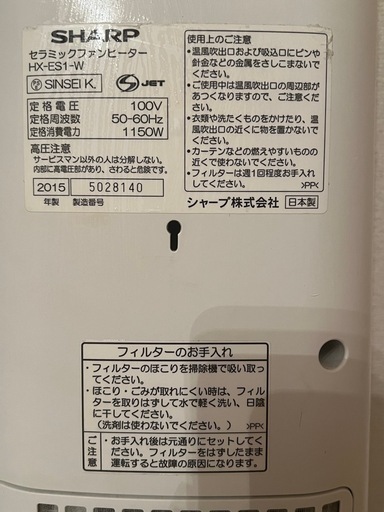 SHARP
セラミックファンヒーター
HX-ES1-W
SINSEI K.
S JET
定格電圧 100V
定格周波数 50-60Hz
定格消費電力 1150W
高圧注意
サービスマン以外の人は分解しない。
内部に高電圧部があり、さわると危険です。
2015 5028140
年製 製造番号
使用上のご注意
・温風吹出口および吸込口にピンや
針金などの金属をさしこまないで
ください。
・ご使用中は温風吹出口の周辺部が
あつくなりますので、ご注意くだ
さい。
・衣類や洗たくものをかけたり、温
風吹出口の近くに物を置かないで
ください。
・カーテンなどの燃えやすいものの
近くで使わないでください。
・フィルターは週1回程度お手入れ
してください。 >PP<
シャープ株式会社 日本製
フィルターのお手入れ
・フィルターのほこりを掃除機で吸い取っ
てください。
・ほこり・ごみが取れにくい時は、フィル
ターを取りはずして水で軽く洗い、日陰
に干してください。
(洗剤は使わないでください。) >PP<
ご注意
・お手入れ後は元通りにセットしてく
ださい。フィルターをはずしたまま
運転すると故障の原因になります。